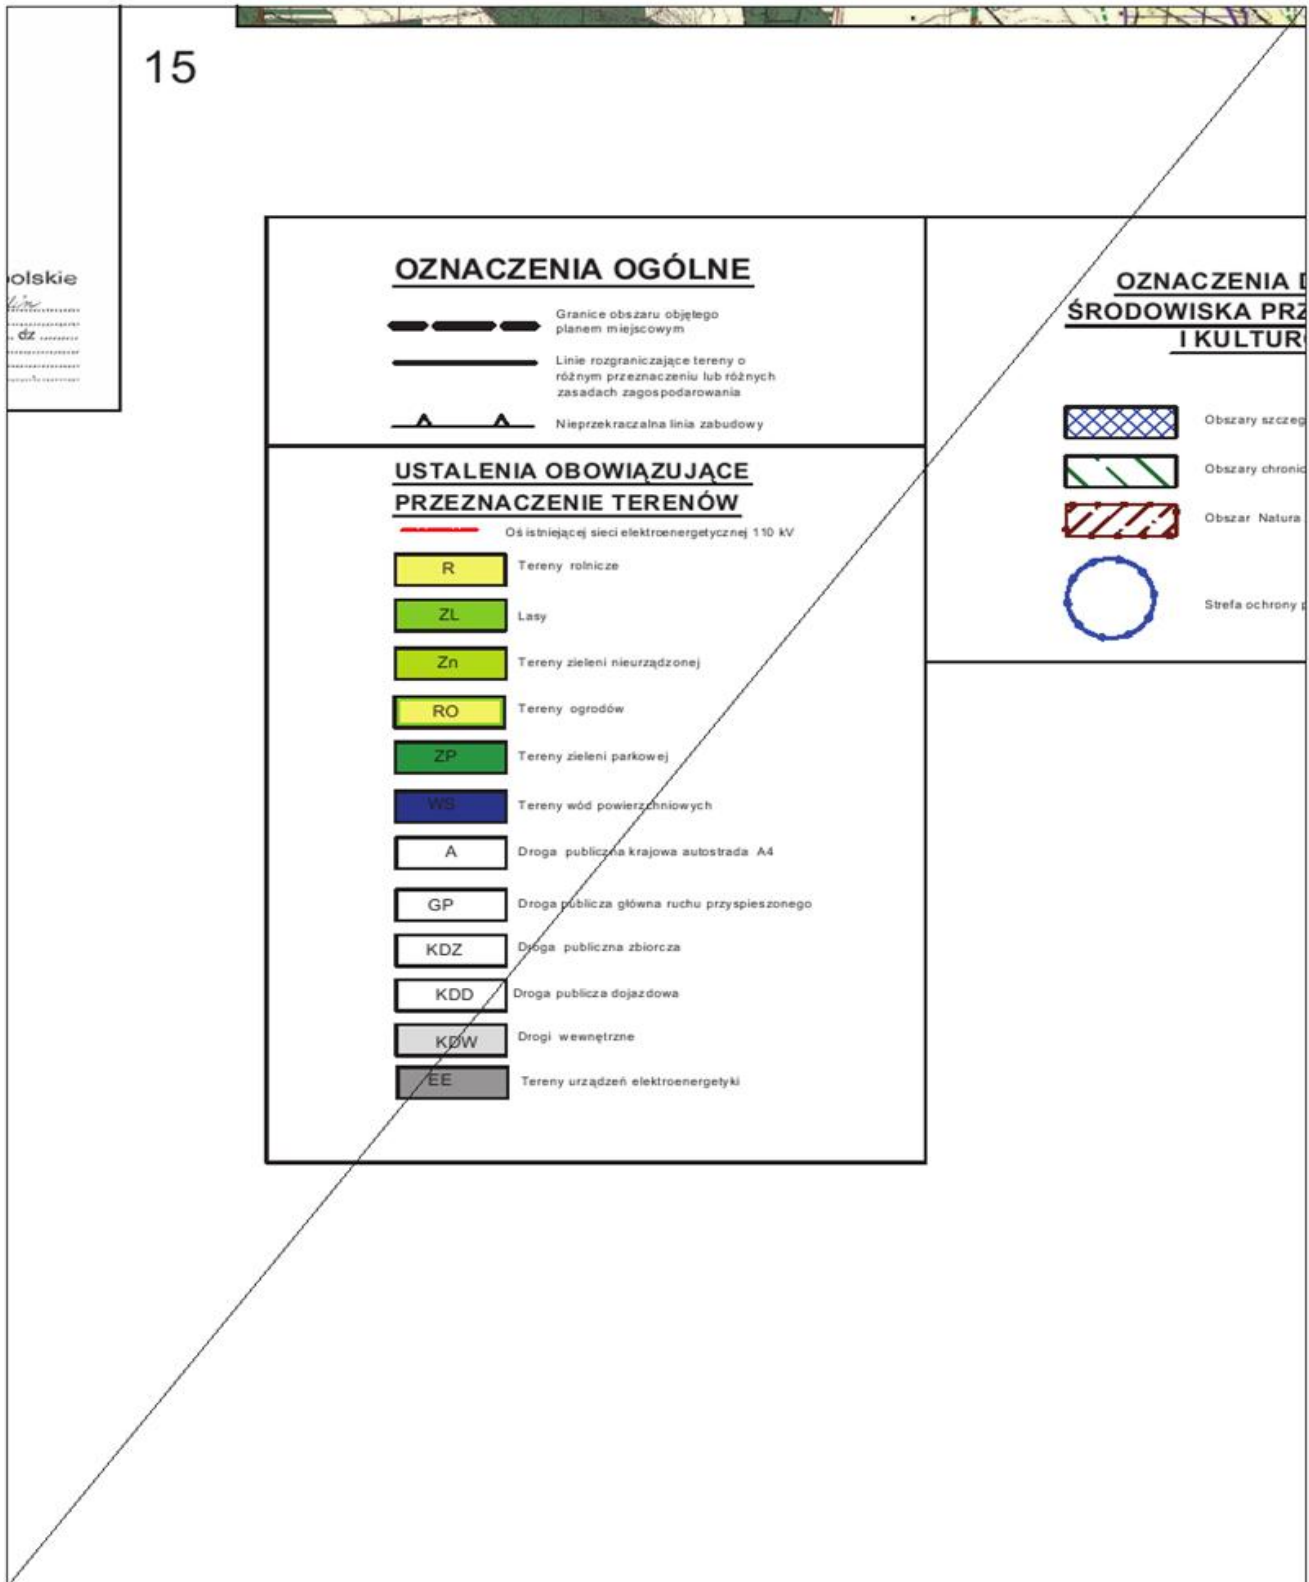 15
olskie
dz
OZNACZENIA OGÓLNE
Granice obszaru objętego
planem miejscowym
Linie rozgraniczające tereny o
różnym przeznaczeniu lub różnych
zasadach zagospodarowania
Nieprzekraczalna linia zabudowy
USTALENIA OBOWIĄZUJĄCE
PRZEZNACZENIE TERENÓW
Oś istniejącej sieci elektroenergetycznej 110 kV
R Tereny rolnicze
ZL Lasy
Zn Tereny zieleni nieurządzonej
RO Tereny ogrodów
ZP Tereny zieleni parkowej
WS Tereny wód powierzchniowych
A Droga publiczna krajowa autostrada A4
GP Droga publicza główna ruchu przyspieszonego
KDZ Droga publiczna zbiorcza
KDD Droga publicza dojazdowa
KDW Drogi wewnętrzne
EE Tereny urządzeń elektroenergetyki
OZNACZENIA
ŚRODOWISKA PRZ
I KULTUR
Obszary szczeg
Obszary chronio
Obszar Natura
Strefa ochrony